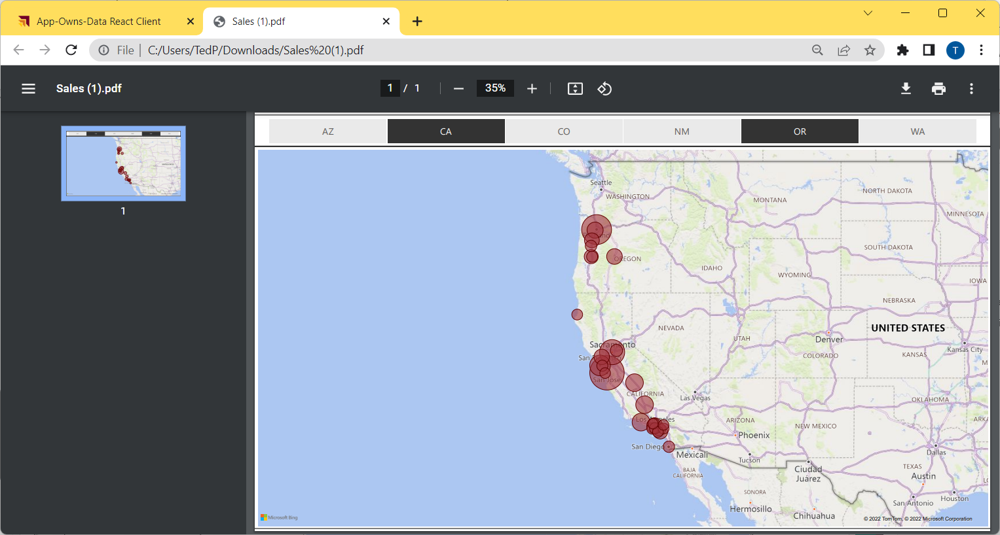 App-Owns-Data React Client
Sales (1).pdf
File | C:/Users/TedP/Downloads/Sales%20(1).pdf
T
Sales (1).pdf
1 / 1
35%
1
AZ
CA
CO
NM
OR
WA
Seattle
WASHINGTON
MONTANA
NORTH DAKOTA
MINNESOTA
SOUTH DAKOTA
OREGON
IDAHO
WYOMING
IOWA
NEBRASKA
NEVADA
UNITED STATES
UTAH
Denver
Sacramento
COLORADO
KANSAS
Kansas City
San
San Jose
CALIFORNIA
Las Vegas
OKLAHOMA
Los Angeles
ARIZONA
NEW MEXICO
ARKA
Phoenix
San Diego
Mexicali
Tucson
Dallas
BAJA
CALIFORNIA
Ciudad
Juárez
TEXAS
Austin
SONORA
Hermosillo
Chihuahua
San Antonio
Houston
Microsoft Bing
© 2022 TomTom, © 2022 Microsoft Corporation